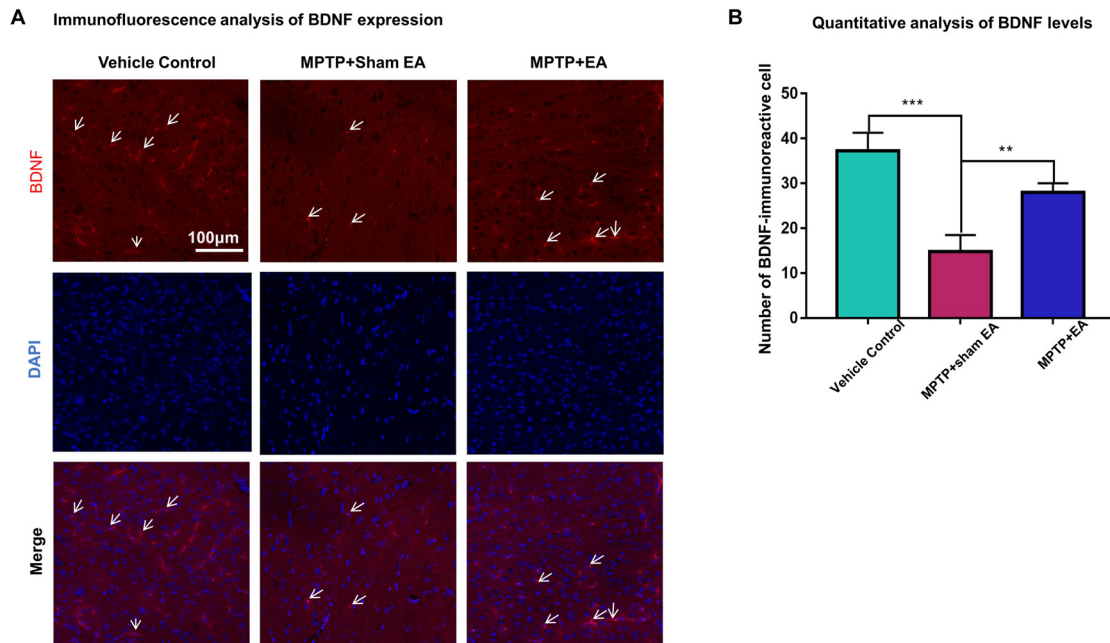 A
Immunofluorescence analysis of BDNF expression
Vehicle Control
MPTP+Sham EA
MPTP+EA
BDNF
100µm
DAPI
Merge
B
Quantitative analysis of BDNF levels
Number of BDNF-immunoreactive cell
50
40
30
20
10
0
***
**
Vehicle Control
MPTP+sham EA
MPTP+EA